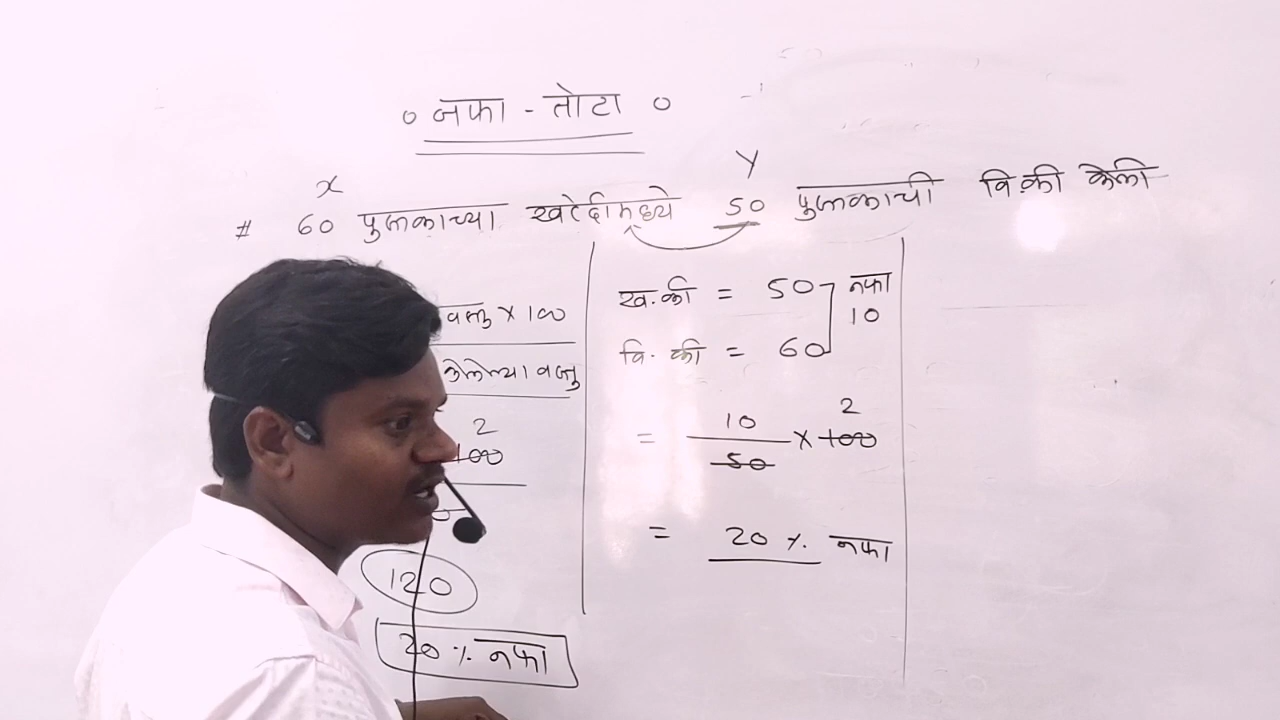 ० नफा - तोटा ०
x y
# 60 पुस्तकाच्या खरेदीमध्ये 50 पुस्तकाची विक्री केली
वस्तु × 100
केलेल्या वस्तु
2
100
120
20 % नफा
ख.की = 50 नफा
10
वि. की = 60
2
= 10/50 × 100
= 20 % नफा